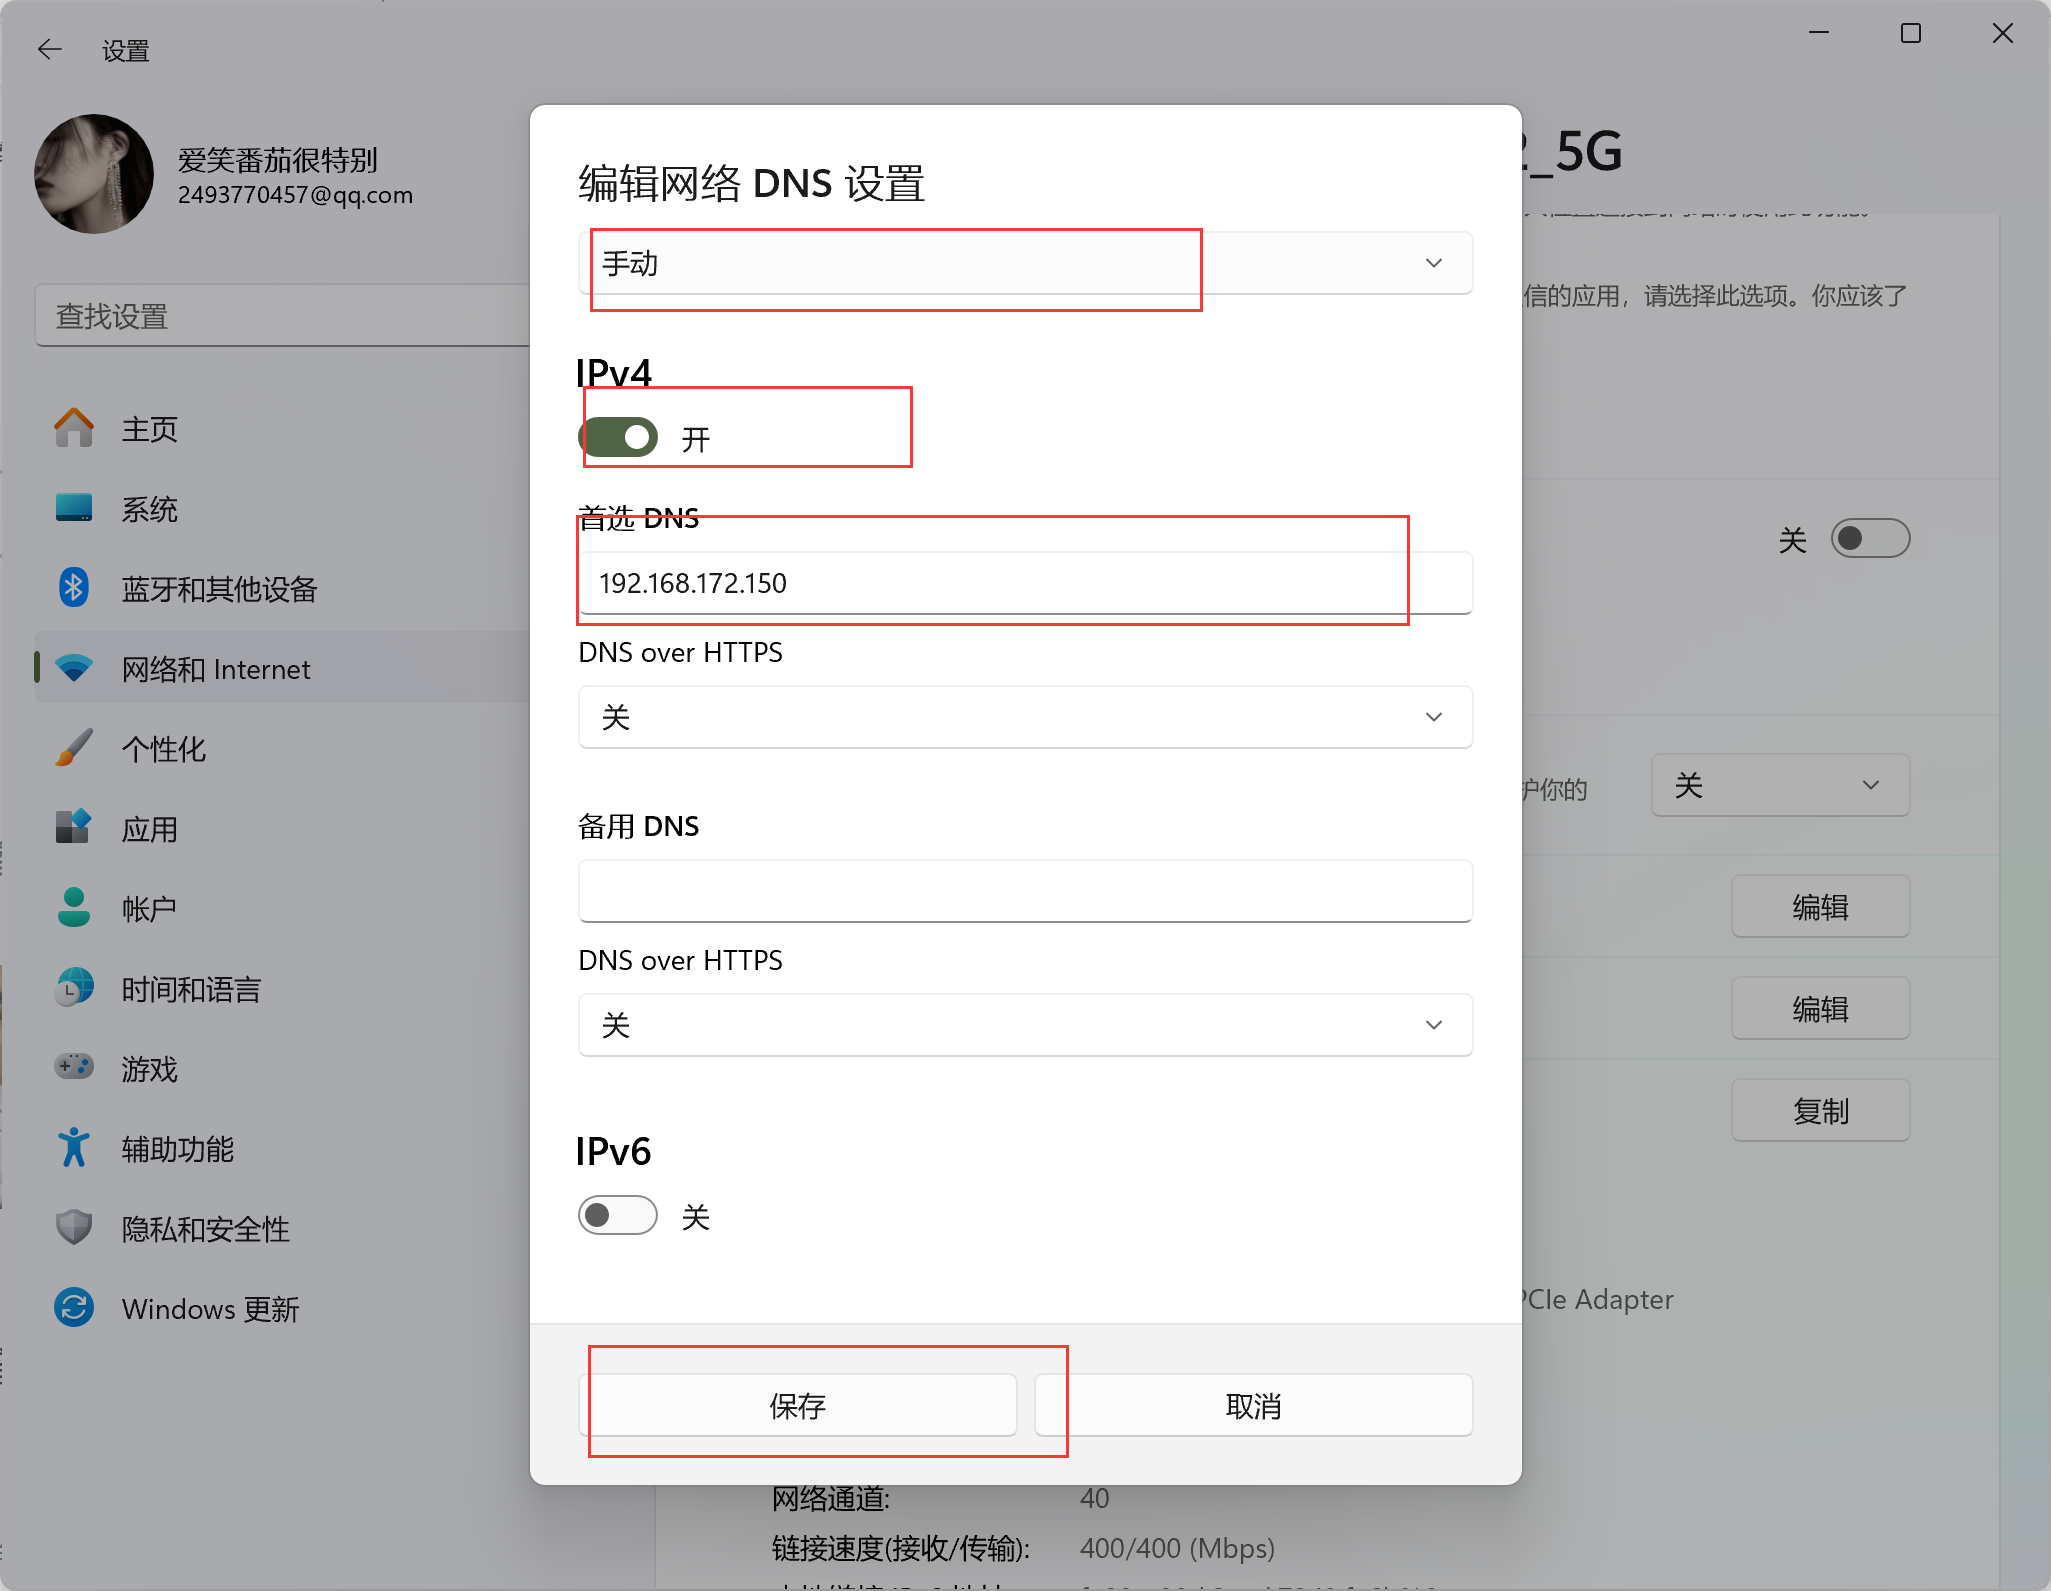 设置
爱笑番茄很特别
2493770457@qq.com
查找设置
主页
系统
蓝牙和其他设备
网络和 Internet
个性化
应用
帐户
时间和语言
游戏
辅助功能
隐私和安全性
Windows 更新
_5G
信的应用，请选择此选项。你应该了
关
护你的
关
编辑
编辑
复制
PCIe Adapter
编辑网络 DNS 设置
手动
IPv4
开
首选 DNS
192.168.172.150
DNS over HTTPS
关
备用 DNS
DNS over HTTPS
关
IPv6
关
保存
取消
网络通道:
40
链接速度(接收/传输):
400/400 (Mbps)